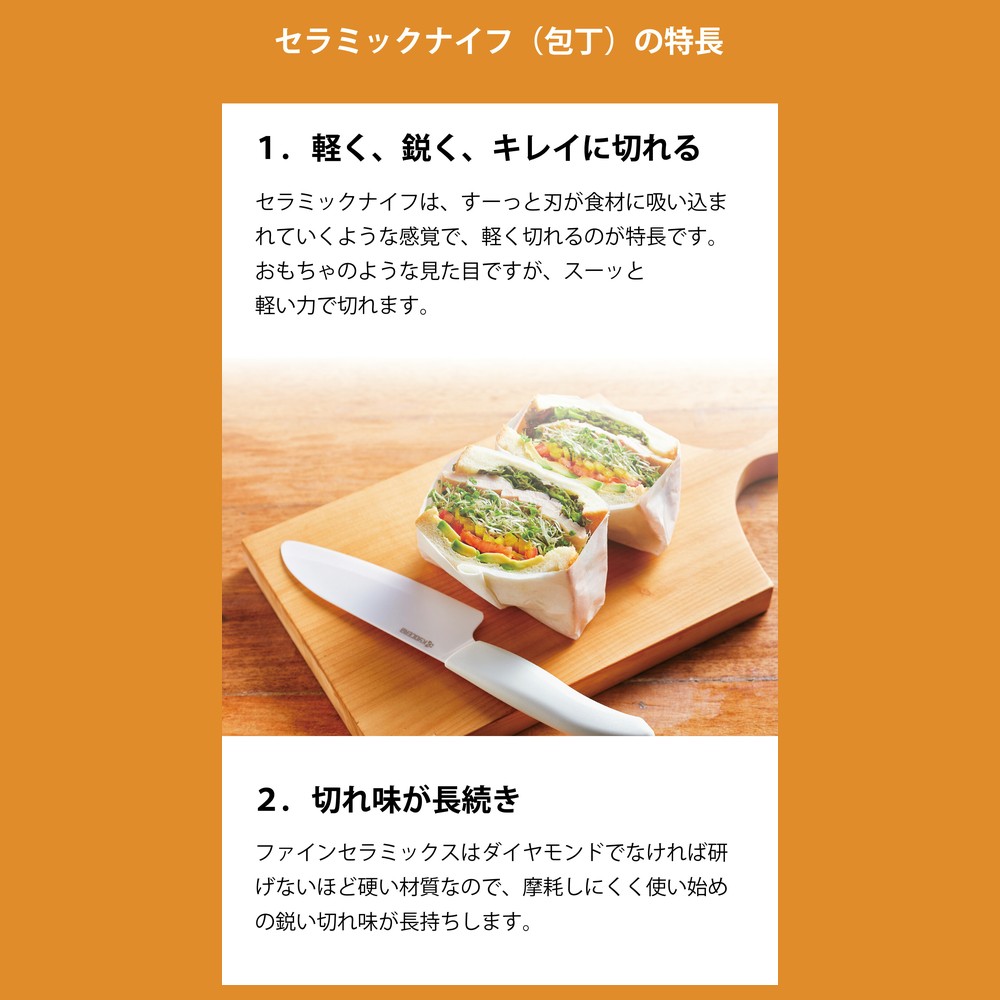 セラミックナイフ（包丁）の特長
１．軽く、鋭く、キレイに切れる
セラミックナイフは、すーっと刃が食材に吸い込ま
れていくような感覚で、軽く切れるのが特長です。
おもちゃのような見た目ですが、スーッと
軽い力で切れます。
２．切れ味が長続き
ファインセラミックスはダイヤモンドでなければ研
げないほど硬い材質なので、摩耗しにくく使い始め
の鋭い切れ味が長持ちします。